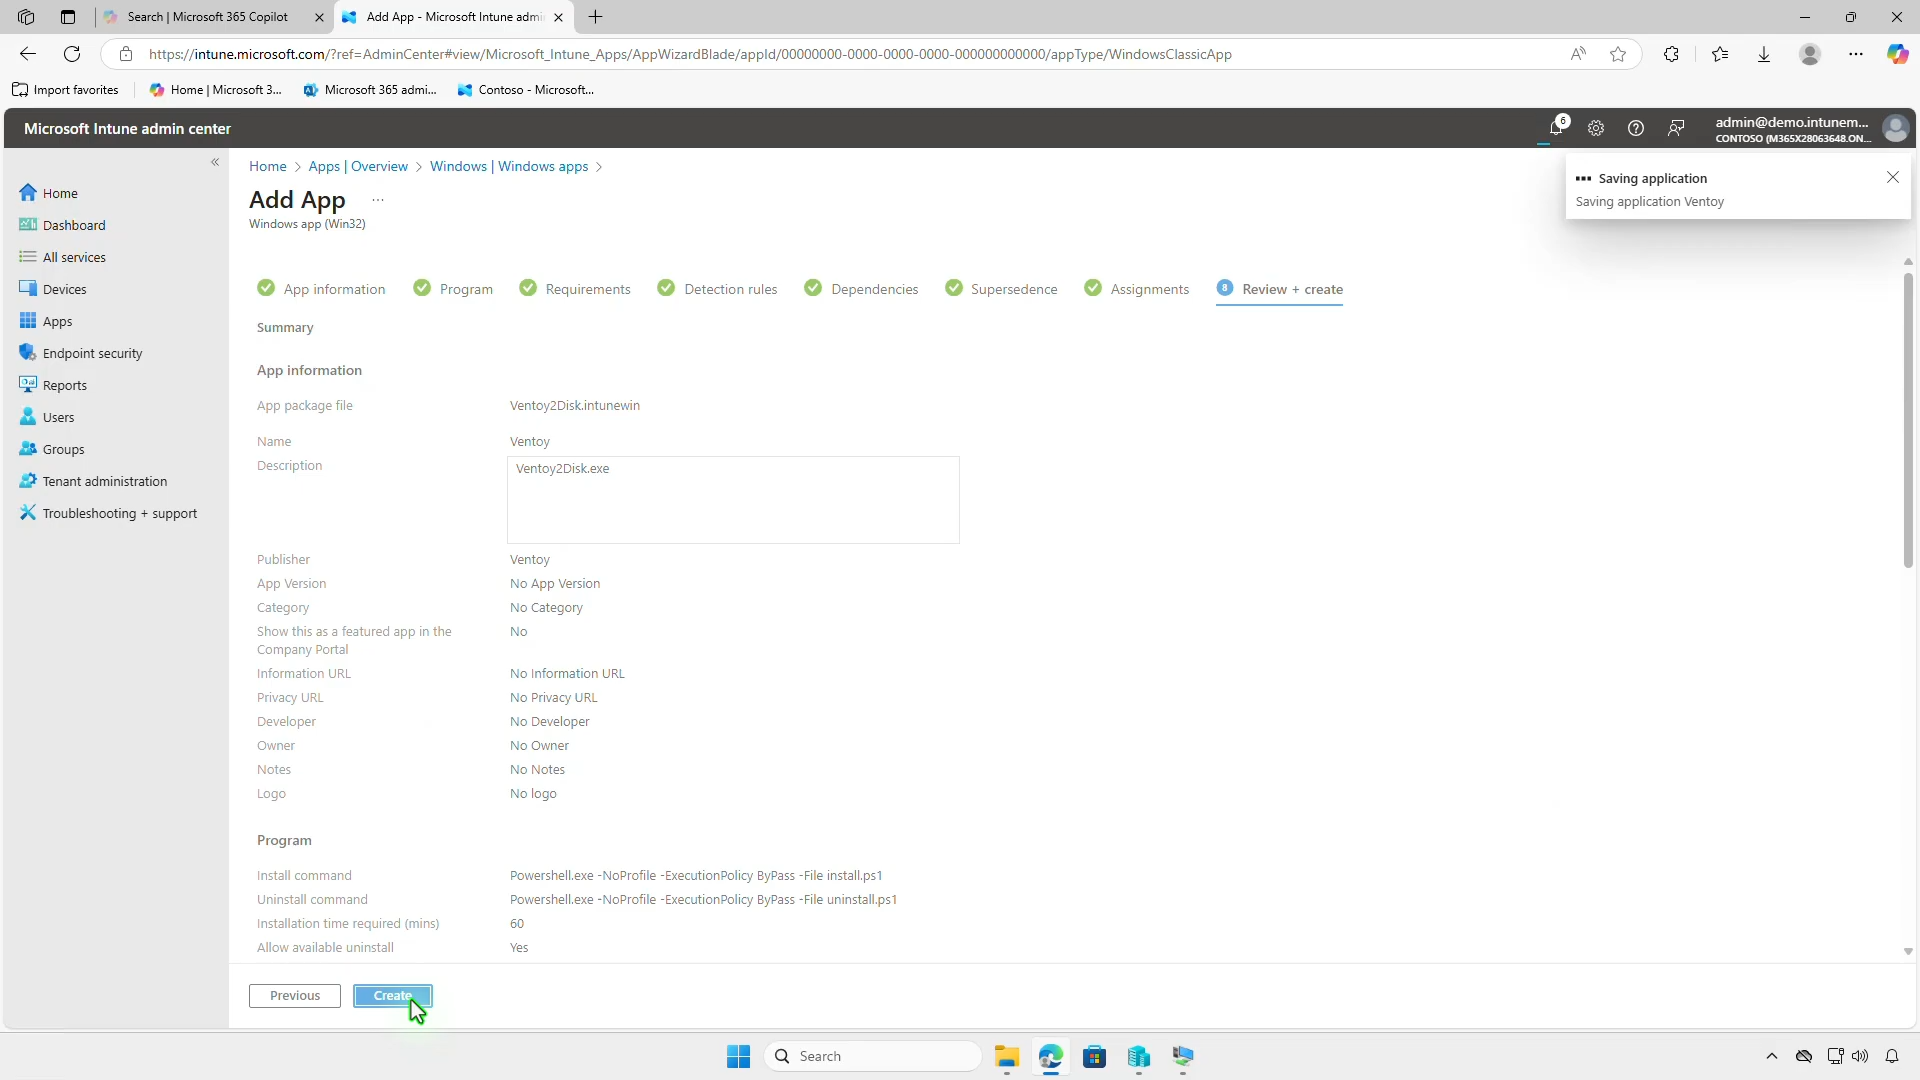 Search | Microsoft 365 Copilot
Add App - Microsoft Intune admi
https://intune.microsoft.com/?ref=AdminCenter#view/Microsoft_Intune_Apps/AppWizardBlade/appId/00000000-0000-0000-0000-000000000000/appType/WindowsClassicApp
Import favorites
Home | Microsoft 3...
Microsoft 365 admi...
Contoso - Microsoft...
Microsoft Intune admin center
6
admin@demo.intunem...
CONTOSO (M365X28063648.ON...
Home
Dashboard
All services
Devices
Apps
Endpoint security
Reports
Users
Groups
Tenant administration
Troubleshooting + support
Home > Apps | Overview > Windows | Windows apps >
Add App ...
Windows app (Win32)
Saving application
Saving application Ventoy
App information
Program
Requirements
Detection rules
Dependencies
Supersedence
Assignments
8 Review + create
Summary
App information
App package file Ventoy2Disk.intunewin
Name Ventoy
Description Ventoy2Disk.exe
Publisher Ventoy
App Version No App Version
Category No Category
Show this as a featured app in the No
Company Portal
Information URL No Information URL
Privacy URL No Privacy URL
Developer No Developer
Owner No Owner
Notes No Notes
Logo No logo
Program
Install command Powershell.exe -NoProfile -ExecutionPolicy ByPass -File install.ps1
Uninstall command Powershell.exe -NoProfile -ExecutionPolicy ByPass -File uninstall.ps1
Installation time required (mins) 60
Allow available uninstall Yes
Previous
Create
Search